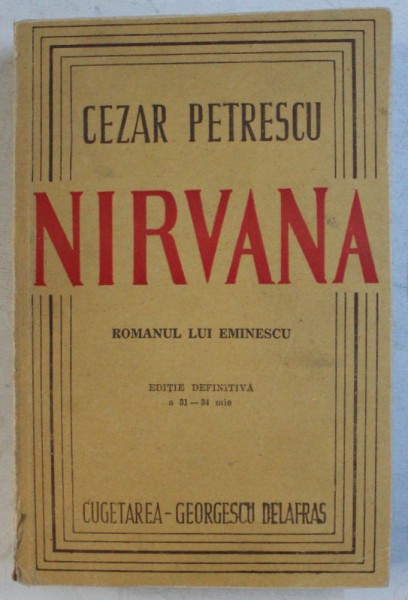 CEZAR PETRESCU
NIRVANA
ROMANUL LUI EMINESCU
EDIȚIE DEFINITIVĂ
a 31—34 mie
CUGETAREA - GEORGESCU DELAFRAS